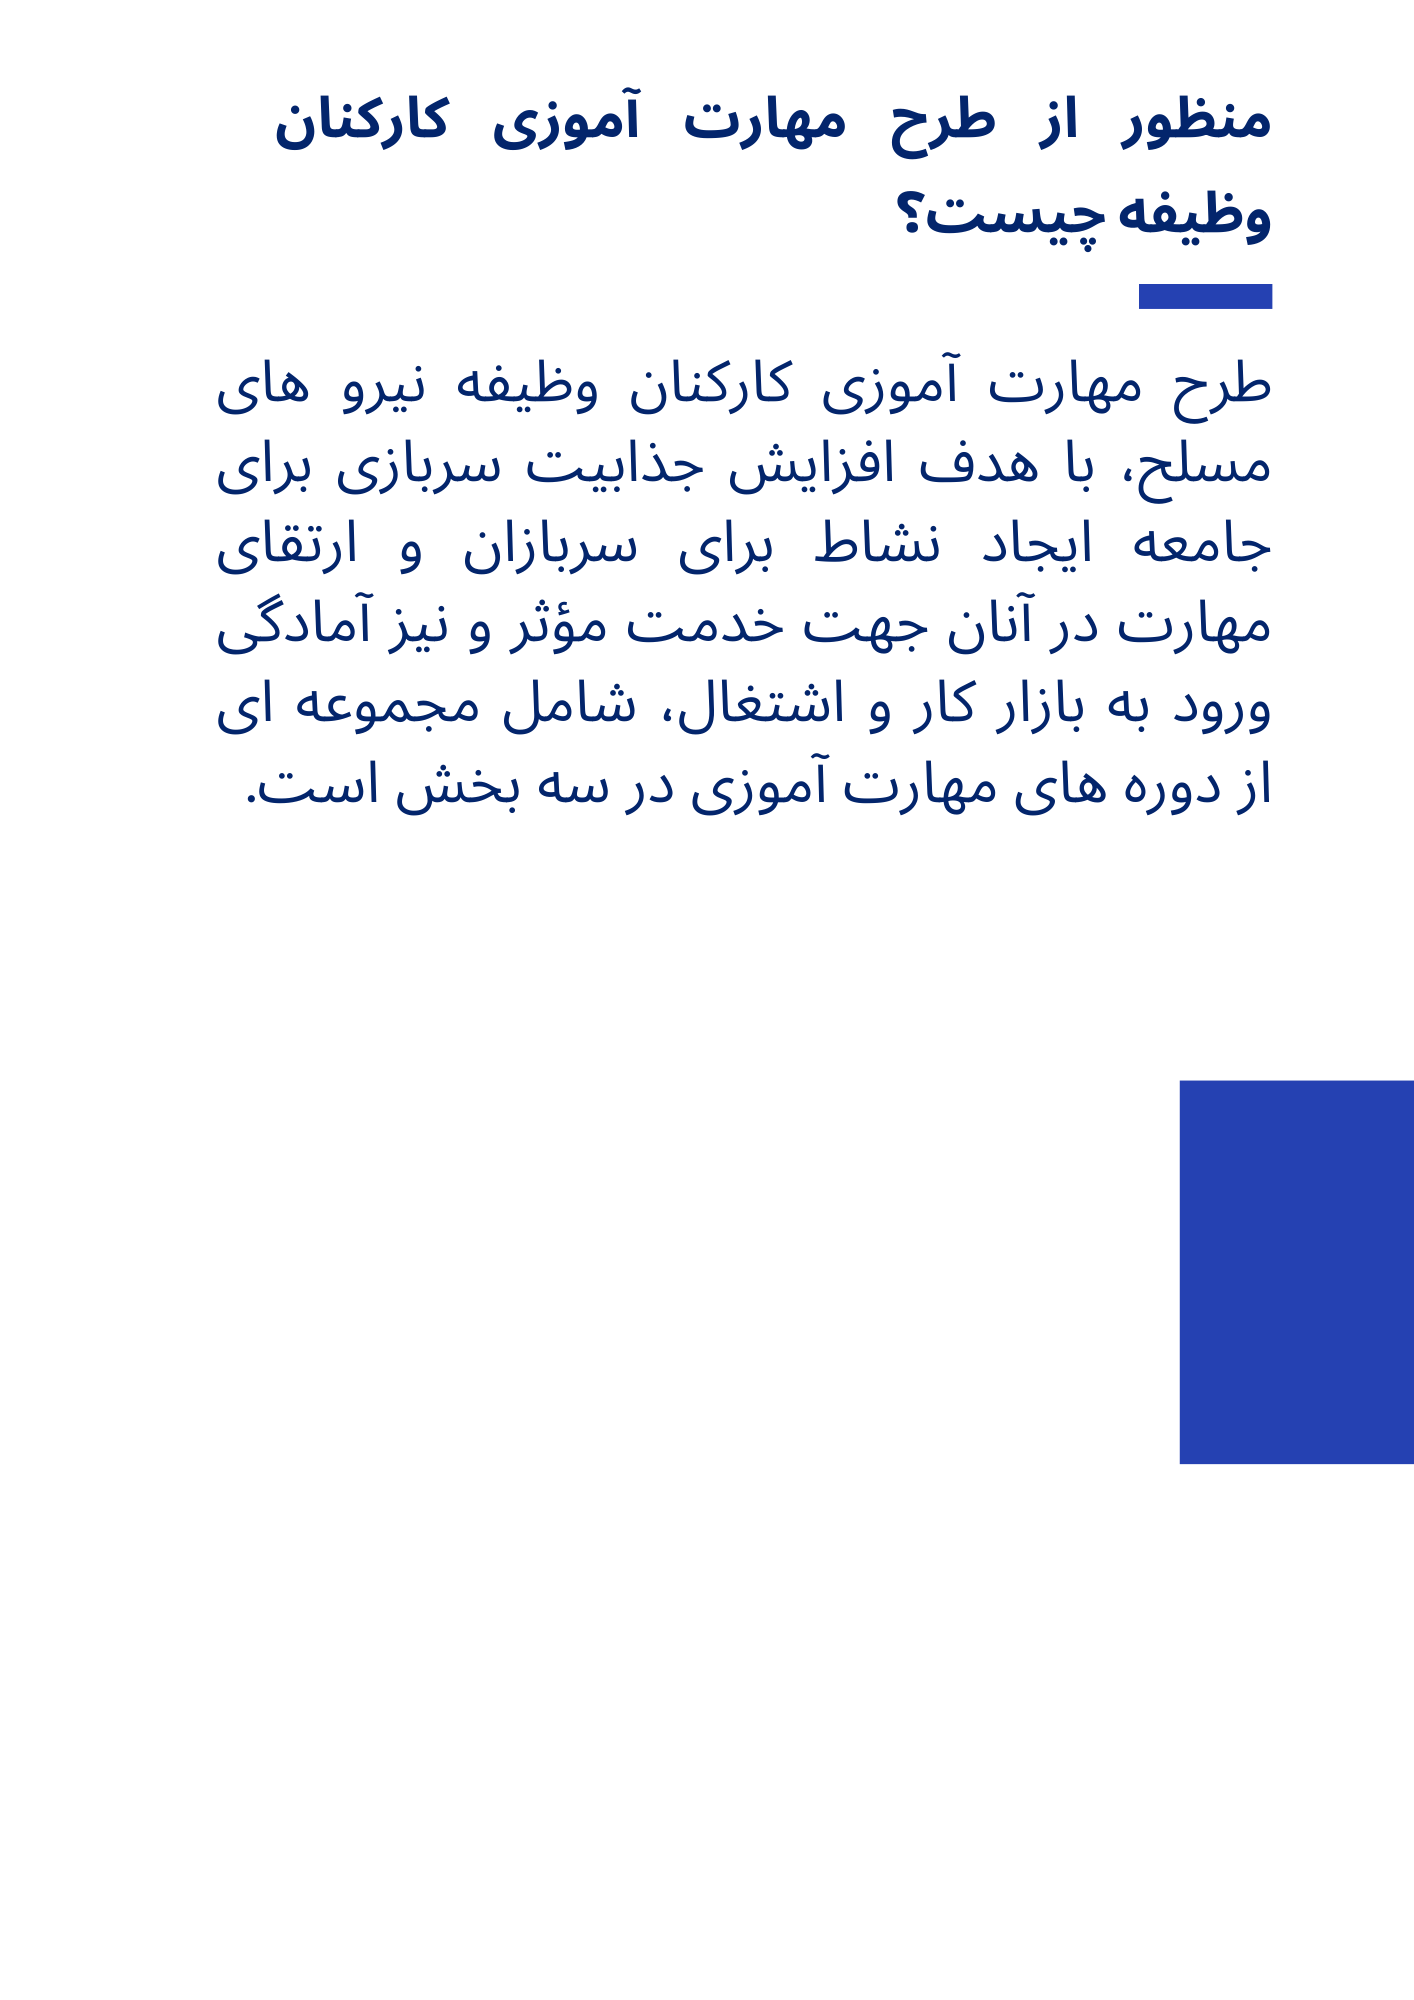 منظور از طرح مهارت آموزی کارکنان
وظیفه چیست؟
طرح مهارت آموزی کارکنان وظیفه نیرو های
مسلح، با هدف افزایش جذابیت سربازی برای
جامعه ایجاد نشاط برای سربازان و ارتقای
مهارت در آنان جهت خدمت مؤثر و نیز آمادگی
ورود به بازار کار و اشتغال، شامل مجموعه ای
از دوره های مهارت آموزی در سه بخش است.